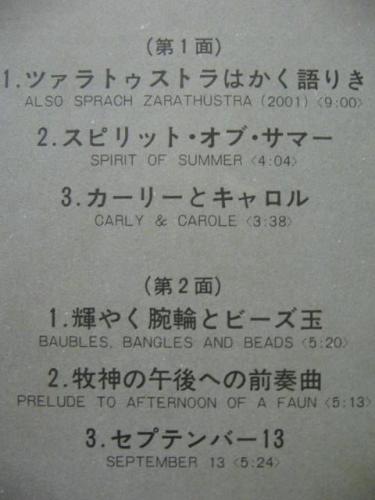 (第1面)
1.ツァラトゥストラはかく語りき
ALSO SPRACH ZARATHUSTRA (2001) <9:00>
2.スピリット・オブ・サマー
SPIRIT OF SUMMER <4:04>
3.カーリーとキャロル
CARLY & CAROLE <3:38>
(第2面)
1.輝やく腕輪とビーズ玉
BAUBLES, BANGLES AND BEADS <5:20>
2.牧神の午後への前奏曲
PRELUDE TO AFTERNOON OF A FAUN <5:13>
3.セプテンバー13
SEPTEMBER 13 <5:24>